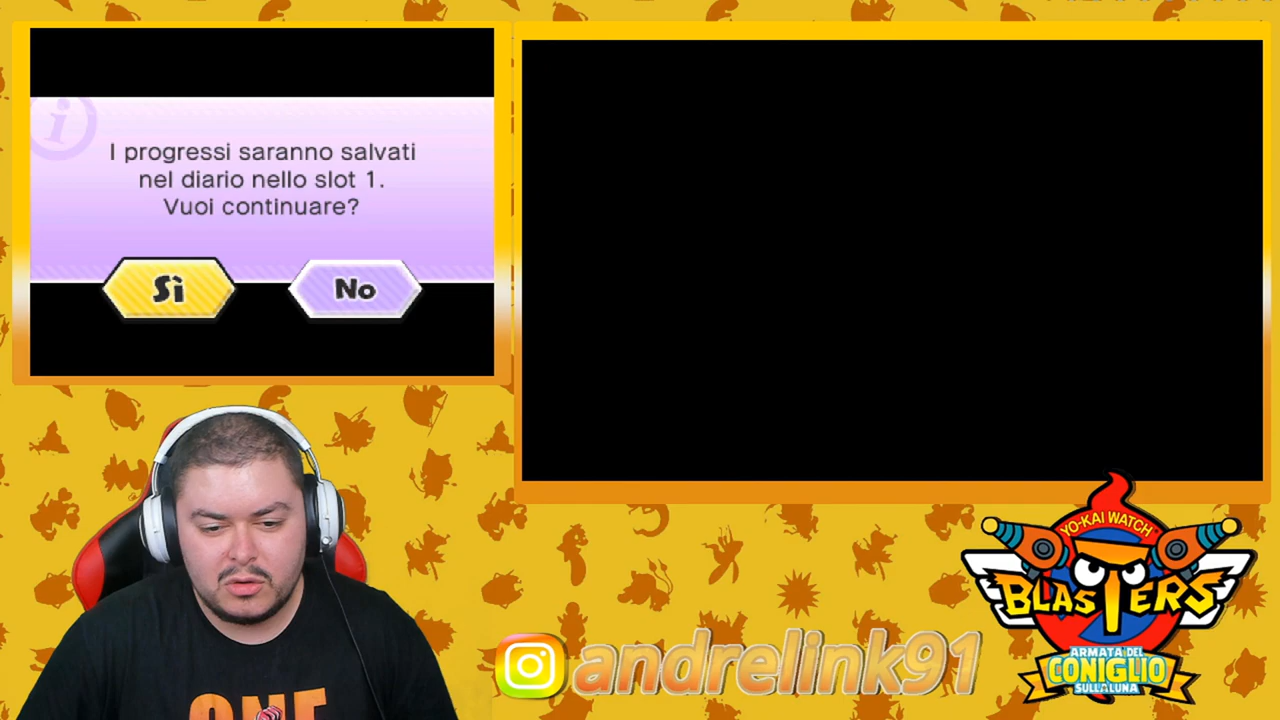 I progressi saranno salvati
nel diario nello slot 1.
Vuoi continuare?
Sì
No
YO-KAI WATCH
BLASTERS
ARMATA DEL
CONIGLIO
SULLA LUNA
andrelink91
ONE